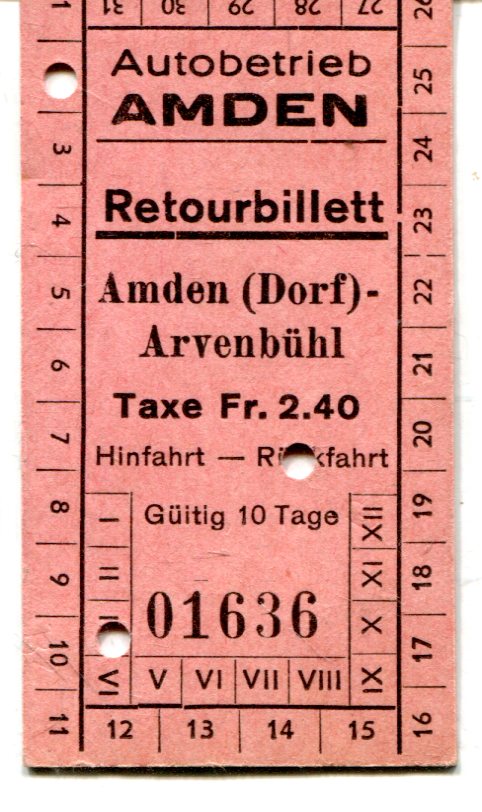 31 30 29 28 27
1
3
4
5
6
7
8
9
10
11
Autobetrieb
AMDEN
Retourbillett
Amden (Dorf)-
Arvenbühl
Taxe Fr. 2.40
Hinfahrt — Rückfahrt
Güitig 10 Tage
01636
I
II
III
IV
V VI VII VIII
IX
X
XI
XII
12 13 14 15
16
17
18
19
20
21
22
23
24
25
26